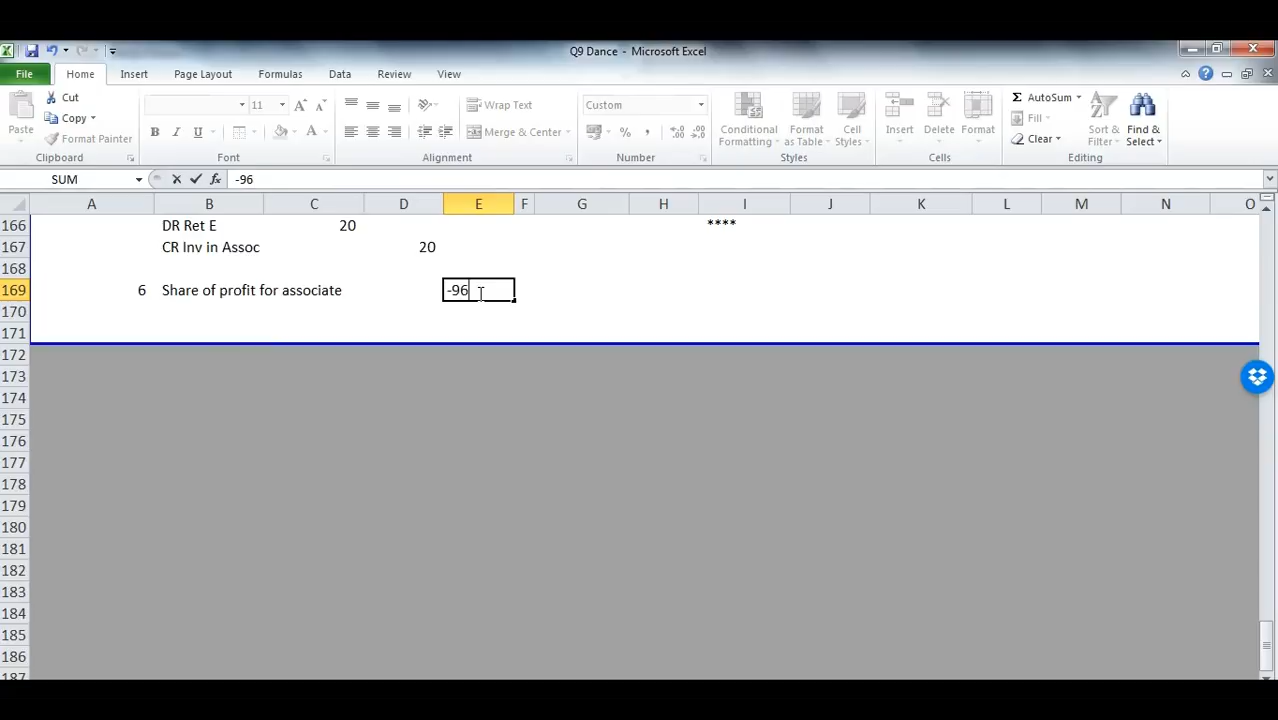 Q9 Dance - Microsoft Excel
File Home Insert Page Layout Formulas Data Review View
Paste Cut Copy Format Painter
11
Wrap Text Merge & Center
Custom
Conditional Formatting Format as Table Cell Styles
Insert Delete Format
Σ AutoSum Fill Clear Sort & Filter Find & Select
Clipboard Font Alignment Number Styles Cells Editing
SUM fx -96
A B C D E F G H I J K L M N O
166 DR Ret E 20 ****
167 CR Inv in Assoc 20
168
169 6 Share of profit for associate -96
170
171
172
173
174
175
176
177
178
179
180
181
182
183
184
185
186
187